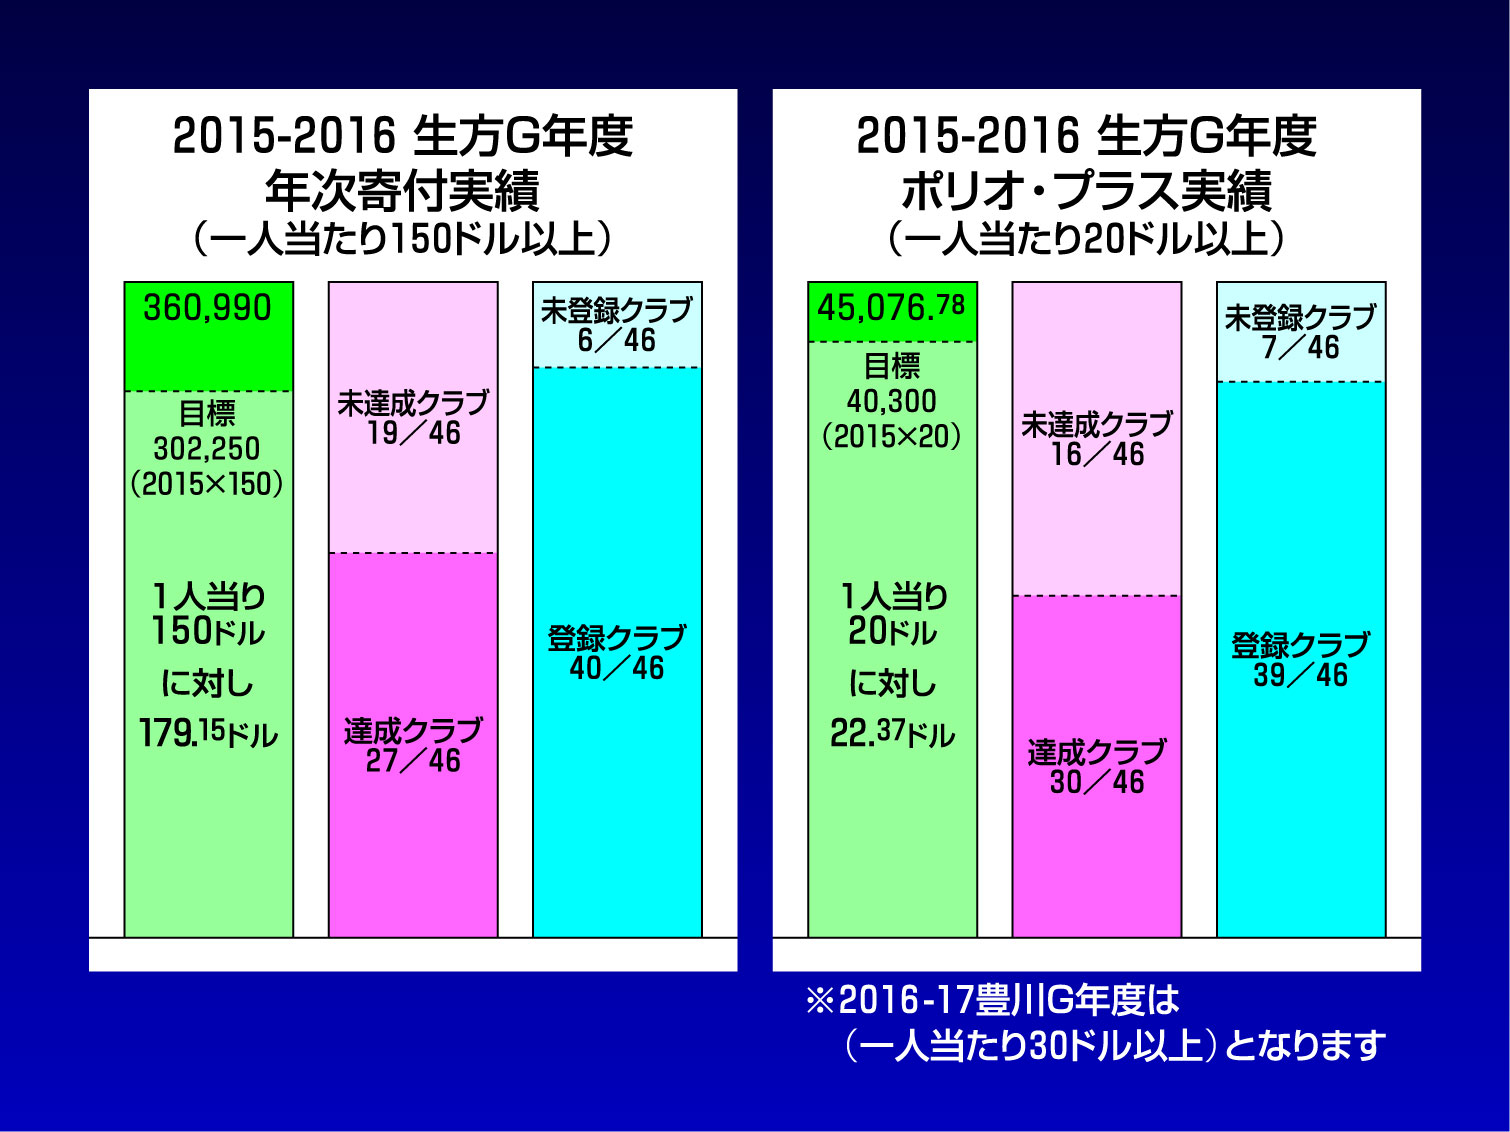 2015-2016 生方G年度
年次寄付実績
（一人当たり150ドル以上）
360,990
目標
302,250
（2015×150）
1人当り
150ドル
に対し
179.15ドル
未達成クラブ
19／46
達成クラブ
27／46
未登録クラブ
6／46
登録クラブ
40／46
2015-2016 生方G年度
ポリオ・プラス実績
（一人当たり20ドル以上）
45,076.78
目標
40,300
（2015×20）
1人当り
20ドル
に対し
22.37ドル
未達成クラブ
16／46
達成クラブ
30／46
未登録クラブ
7／46
登録クラブ
39／46
※2016-17豊川G年度は
（一人当たり30ドル以上）となります